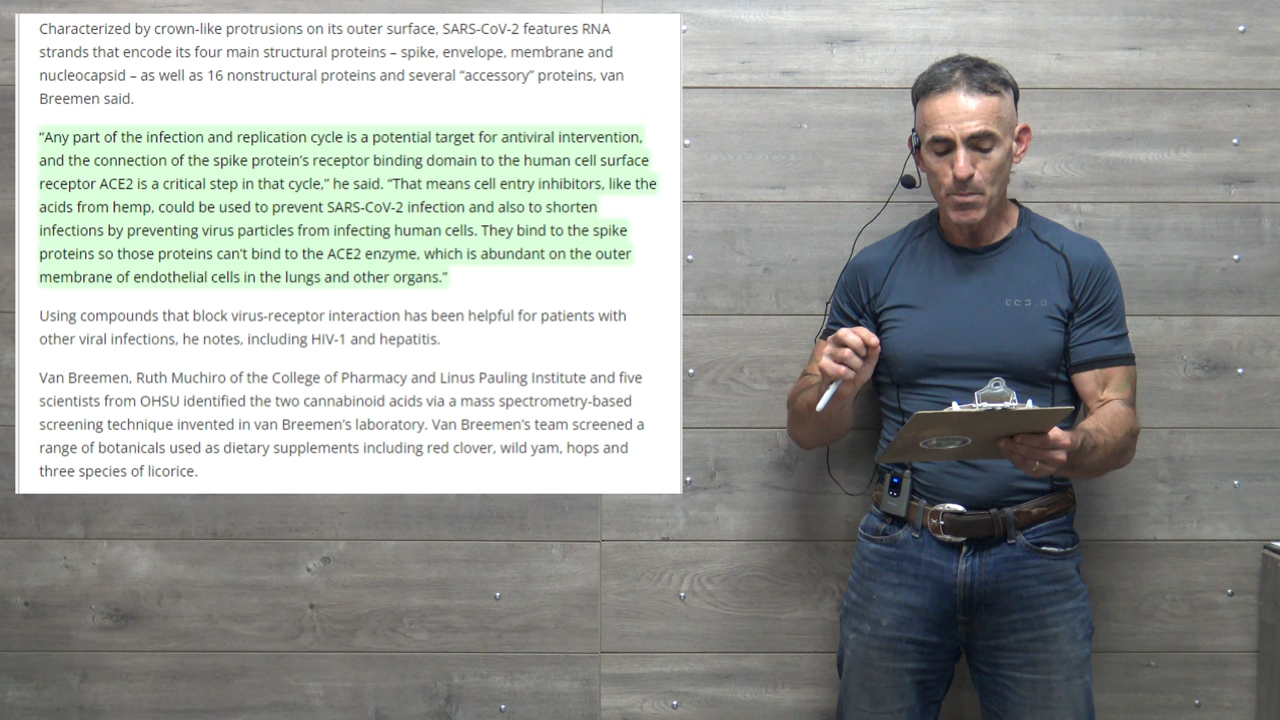 Characterized by crown-like protrusions on its outer surface, SARS-CoV-2 features RNA
strands that encode its four main structural proteins – spike, envelope, membrane and
nucleocapsid – as well as 16 nonstructural proteins and several “accessory” proteins, van
Breemen said.
“Any part of the infection and replication cycle is a potential target for antiviral intervention,
and the connection of the spike protein’s receptor binding domain to the human cell surface
receptor ACE2 is a critical step in that cycle,” he said. “That means cell entry inhibitors, like the
acids from hemp, could be used to prevent SARS-CoV-2 infection and also to shorten
infections by preventing virus particles from infecting human cells. They bind to the spike
proteins so those proteins can’t bind to the ACE2 enzyme, which is abundant on the outer
membrane of endothelial cells in the lungs and other organs.”
Using compounds that block virus-receptor interaction has been helpful for patients with
other viral infections, he notes, including HIV-1 and hepatitis.
Van Breemen, Ruth Muchiro of the College of Pharmacy and Linus Pauling Institute and five
scientists from OHSU identified the two cannabinoid acids via a mass spectrometry-based
screening technique invented in van Breemen’s laboratory. Van Breemen’s team screened a
range of botanicals used as dietary supplements including red clover, wild yam, hops and
three species of licorice.